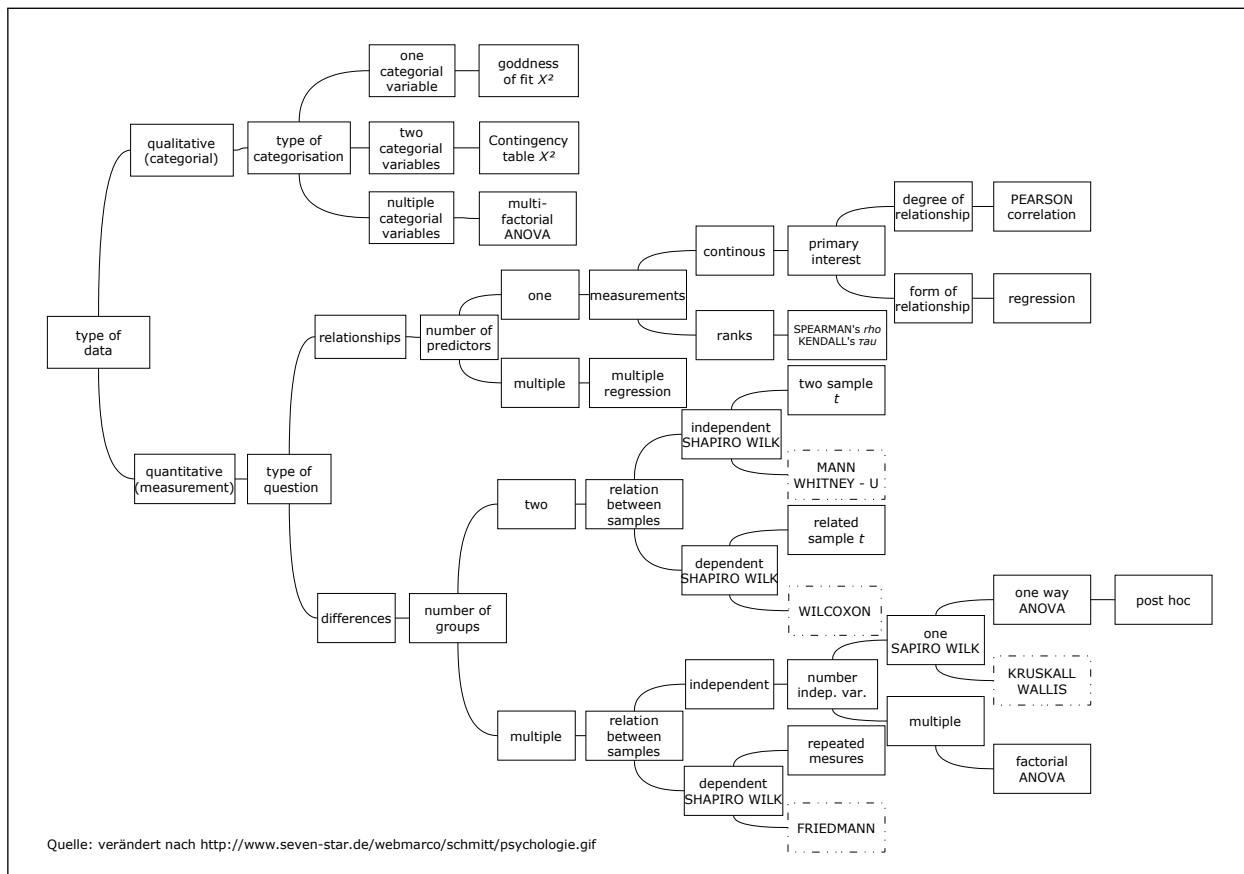 one
categorial
variable
goddness
of fit X²
qualitative
(categorial)
type of
categorisation
two
categorial
variables
Contingency
table X²
nultiple
categorial
variables
multi-
factorial
ANOVA
type of
data
relationships
number of
predictors
one
measurements
continous
primary
interest
degree of
relationship
PEARSON
correlation
form of
relationship
regression
ranks
SPEARMAN's rho
KENDALL's tau
multiple
multiple
regression
quantitative
(measurement)
type of
question
two
relation
between
samples
independent
SHAPIRO WILK
two sample
t
MANN
WHITNEY - U
dependent
SHAPIRO WILK
related
sample t
WILCOXON
differences
number of
groups
multiple
relation
between
samples
independent
number
indep. var.
one
SAPIRO WILK
one way
ANOVA
post hoc
KRUSKALL
WALLIS
multiple
factorial
ANOVA
dependent
SHAPIRO WILK
repeated
mesures
FRIEDMANN
Quelle: verändert nach http://www.seven-star.de/webmarco/schmitt/psychologie.gif